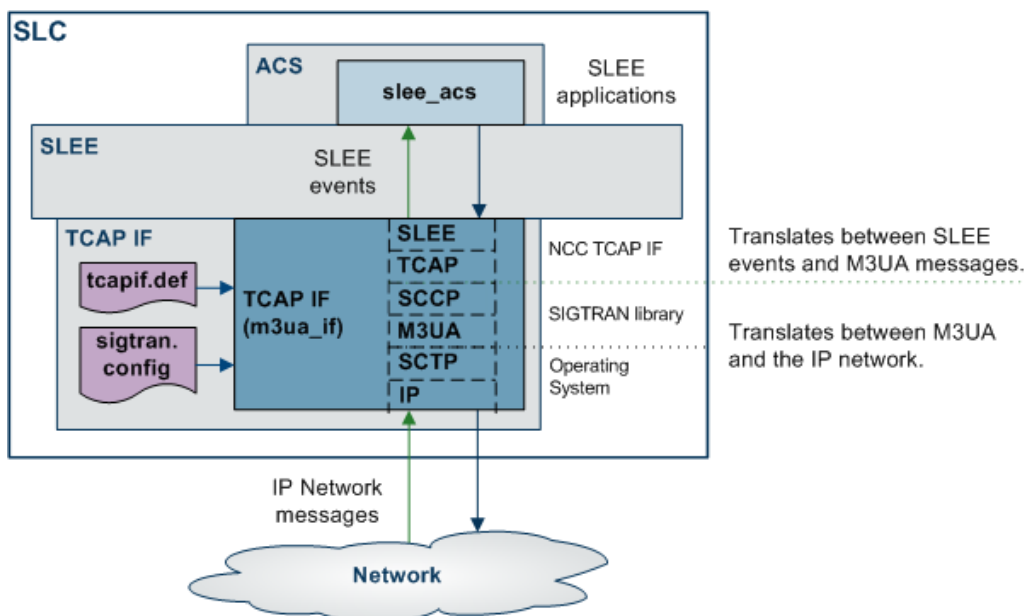 SLC
ACS
slee_acs
SLEE
applications
SLEE
SLEE
events
TCAP IF
tcapif.def
sigtran.
config
TCAP IF
(m3ua_if)
SLEE
TCAP
SCCP
M3UA
SCTP
IP
NCC TCAP IF
SIGTRAN library
Operating
System
Translates between SLEE
events and M3UA messages.
Translates between M3UA
and the IP network.
IP Network
messages
Network